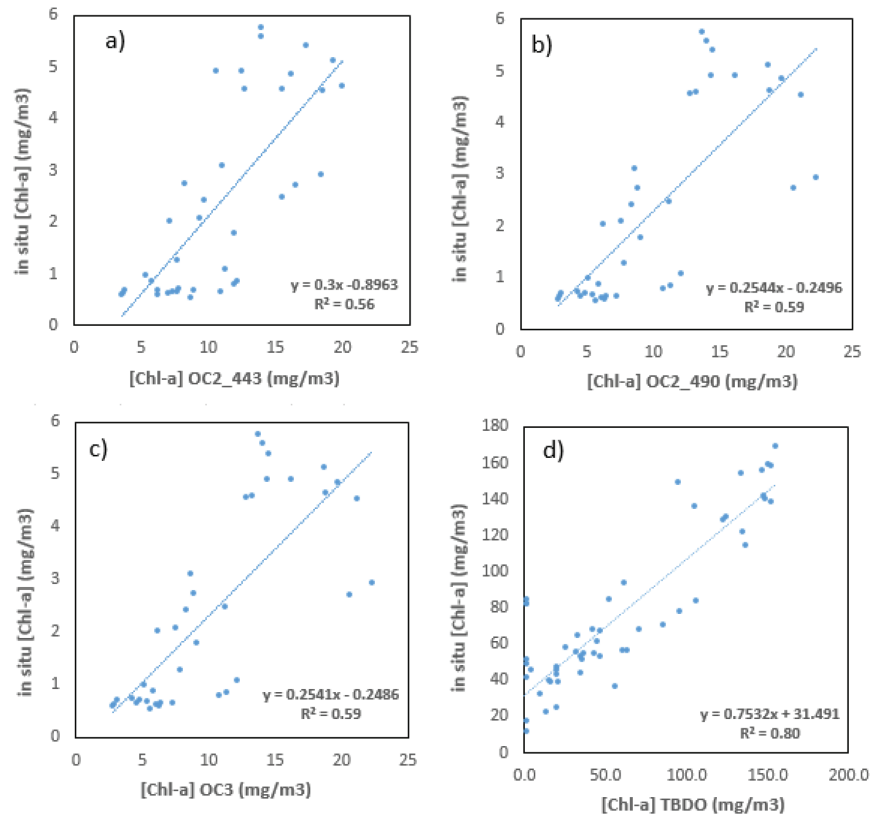 a)
6
5
4
3
2
1
0
in situ [Chl-a] (mg/m3)
y = 0.3x -0.8963
R² = 0.56
0 5 10 15 20 25
[Chl-a] OC2_443 (mg/m3)
b)
6
5
4
3
2
1
0
in situ [Chl-a] (mg/m3)
y = 0.2544x - 0.2496
R² = 0.59
0 5 10 15 20 25
[Chl-a] OC2_490 (mg/m3)
c)
6
5
4
3
2
1
0
in situ [Chl-a] (mg/m3)
y = 0.2541x - 0.2486
R² = 0.59
0 5 10 15 20 25
[Chl-a] OC3 (mg/m3)
d)
180
160
140
120
100
80
60
40
20
0
in situ [Chl-a] (mg/m3)
y = 0.7532x + 31.491
R² = 0.80
0.0 50.0 100.0 150.0 200.0
[Chl-a] TBDO (mg/m3)